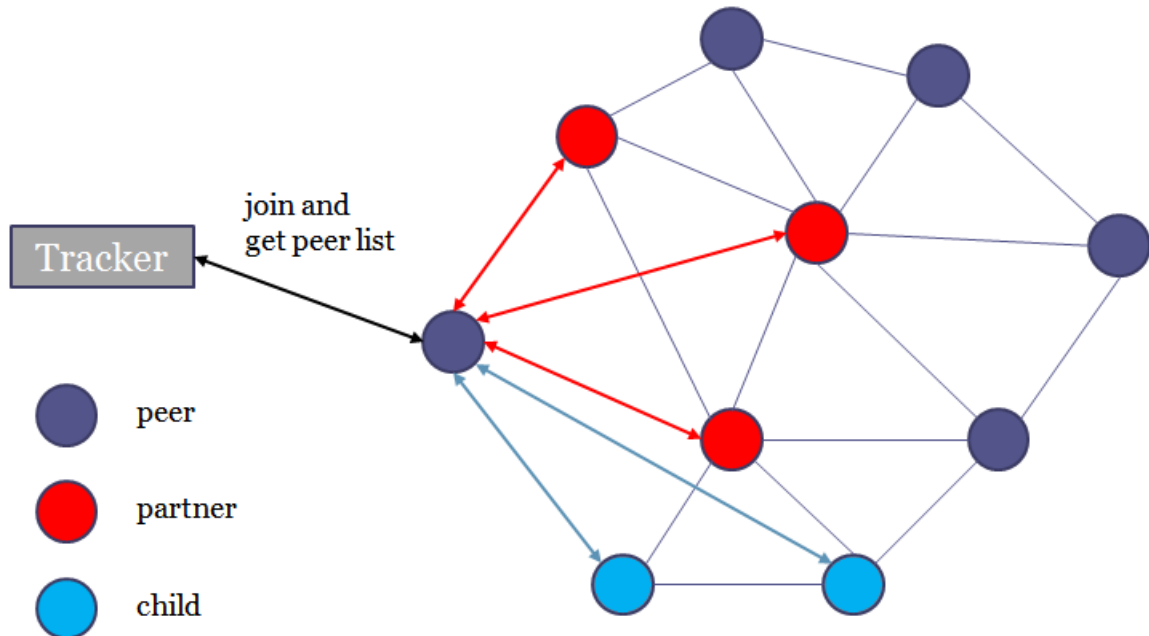 join and
get peer list
Tracker
peer
partner
child